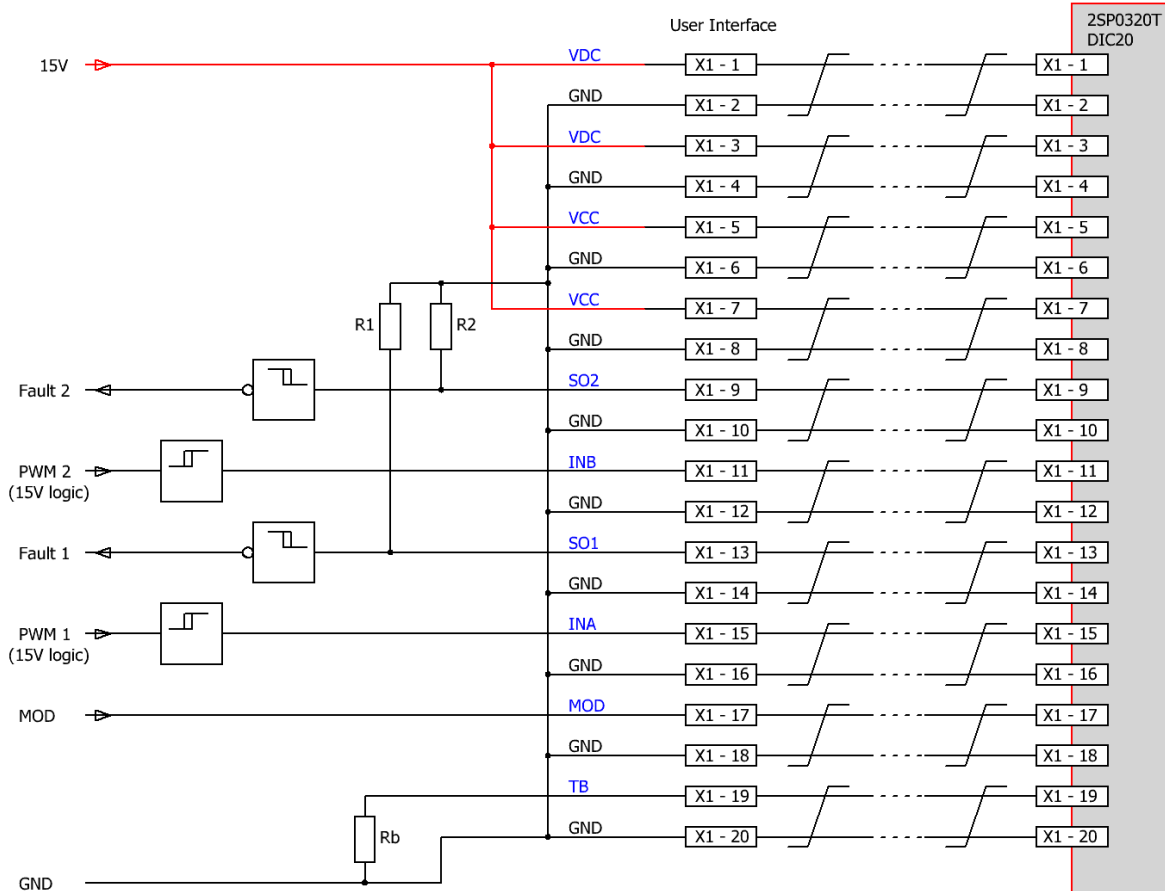 User Interface
2SP0320T
DIC20
15V
VDC
X1 - 1
X1 - 1
GND
X1 - 2
X1 - 2
VDC
X1 - 3
X1 - 3
GND
X1 - 4
X1 - 4
VCC
X1 - 5
X1 - 5
GND
X1 - 6
X1 - 6
R1
R2
VCC
X1 - 7
X1 - 7
GND
X1 - 8
X1 - 8
Fault 2
SO2
X1 - 9
X1 - 9
GND
X1 - 10
X1 - 10
PWM 2
(15V logic)
INB
X1 - 11
X1 - 11
GND
X1 - 12
X1 - 12
Fault 1
SO1
X1 - 13
X1 - 13
GND
X1 - 14
X1 - 14
PWM 1
(15V logic)
INA
X1 - 15
X1 - 15
GND
X1 - 16
X1 - 16
MOD
MOD
X1 - 17
X1 - 17
GND
X1 - 18
X1 - 18
TB
X1 - 19
X1 - 19
Rb
GND
X1 - 20
X1 - 20
GND